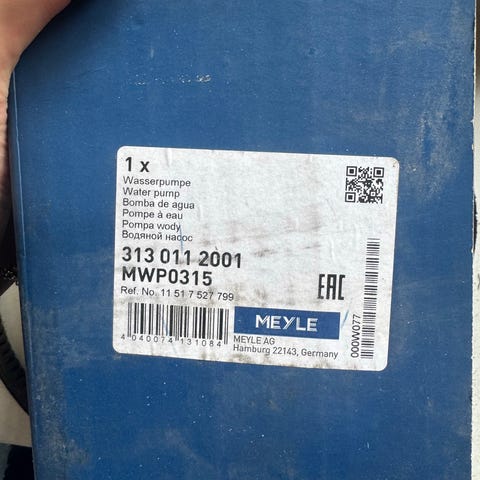 1 x
Wasserpumpe
Water pump
Bomba de agua
Pompe à eau
Pompa wody
Водяной насос
313 011 2001
MWP0315
Ref. No. 11 51 7 527 799
EAC
MEYLE
MEYLE AG
Hamburg 22143, Germany
4 040074 131084
000W077